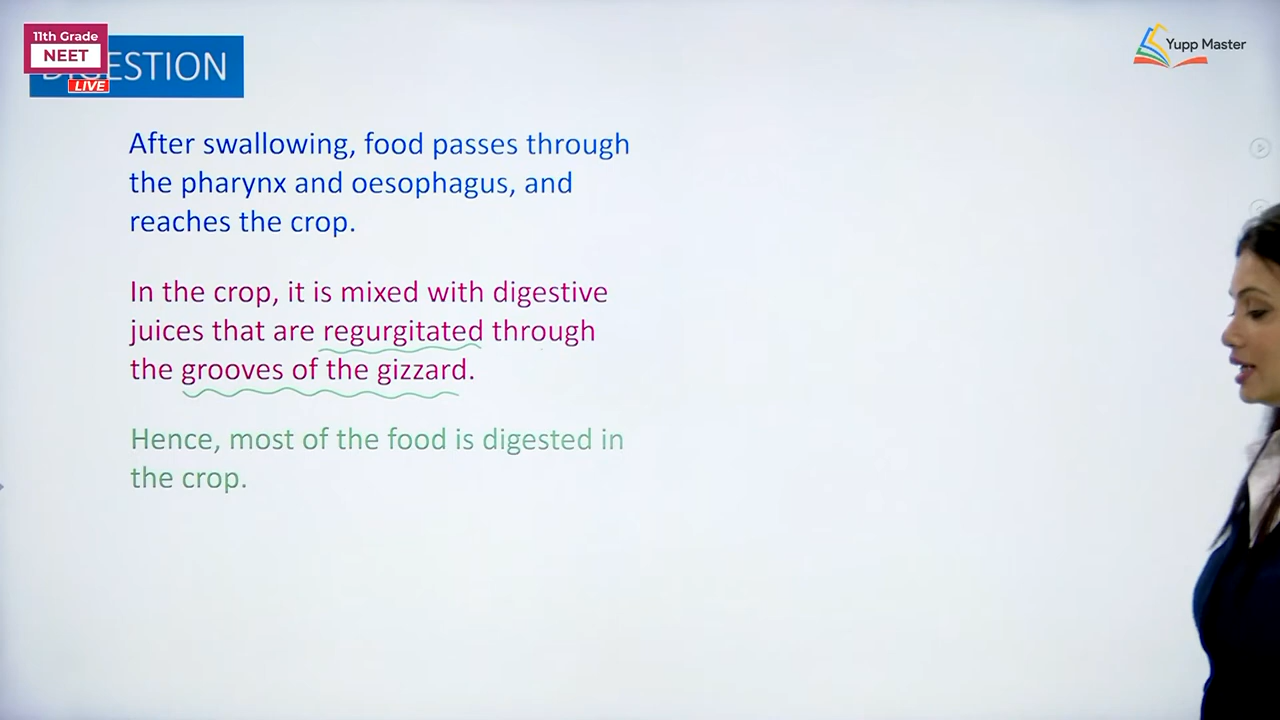 11th Grade
NEET
LIVE
DIGESTION
Yupp Master
After swallowing, food passes through
the pharynx and oesophagus, and
reaches the crop.
In the crop, it is mixed with digestive
juices that are regurgitated through
the grooves of the gizzard.
Hence, most of the food is digested in
the crop.